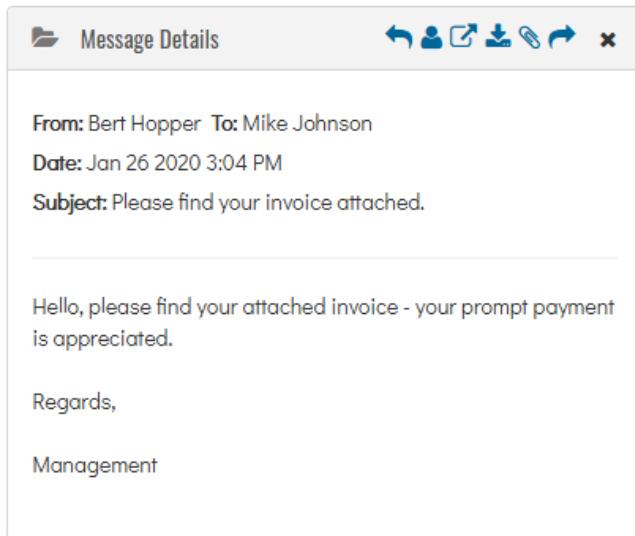 Message Details
From: Bert Hopper To: Mike Johnson
Date: Jan 26 2020 3:04 PM
Subject: Please find your invoice attached.
Hello, please find your attached invoice - your prompt payment
is appreciated.
Regards,
Management